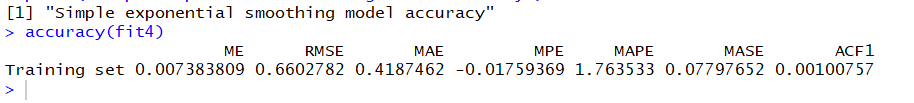 [1] "Simple exponential smoothing model accuracy"
> accuracy(fit4)
ME RMSE MAE MPE MAPE MASE ACF1
Training set 0.007383809 0.6602782 0.4187462 -0.01759369 1.763533 0.07797652 0.00100757
>